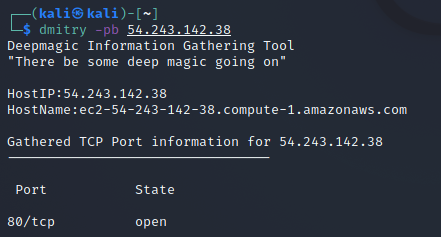 ┌──(kali㉿kali)-[~]
└─$ dmitry -pb 54.243.142.38
Deepmagic Information Gathering Tool
"There be some deep magic going on"
HostIP:54.243.142.38
HostName:ec2-54-243-142-38.compute-1.amazonaws.com
Gathered TCP Port information for 54.243.142.38
---------------------------------
Port State
80/tcp open